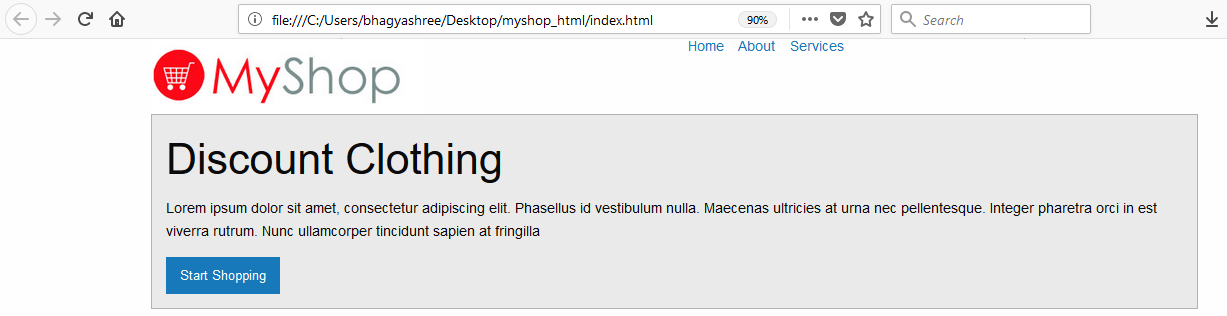 file:///C:/Users/bhagyashree/Desktop/myshop_html/index.html
90%
Search
Home About Services
MyShop
Discount Clothing
Lorem ipsum dolor sit amet, consectetur adipiscing elit. Phasellus id vestibulum nulla. Maecenas ultricies at urna nec pellentesque. Integer pharetra orci in est
viverra rutrum. Nunc ullamcorper tincidunt sapien at fringilla
Start Shopping